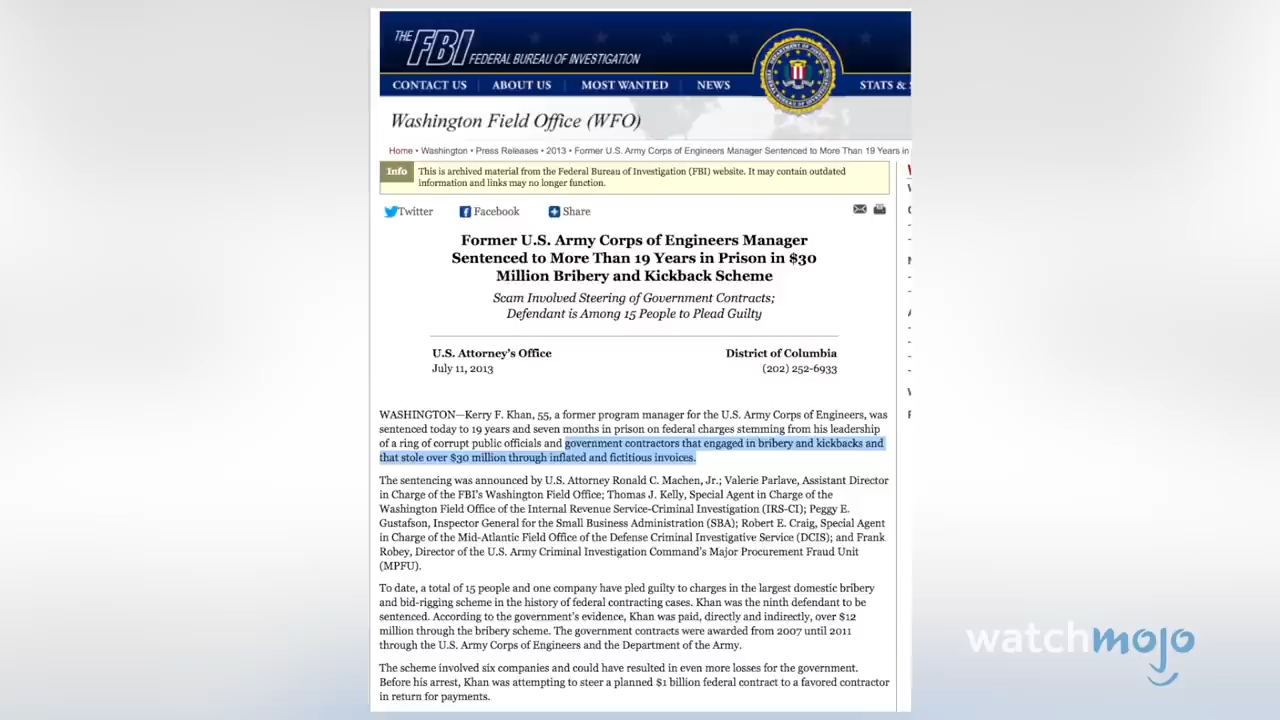 THE FBI FEDERAL BUREAU OF INVESTIGATION
CONTACT US ABOUT US MOST WANTED NEWS STATS &
Washington Field Office (WFO)
Home • Washington • Press Releases • 2013 • Former U.S. Army Corps of Engineers Manager Sentenced to More Than 19 Years in
Info
This is archived material from the Federal Bureau of Investigation (FBI) website. It may contain outdated
information and links may no longer function.
Twitter Facebook Share
Former U.S. Army Corps of Engineers Manager
Sentenced to More Than 19 Years in Prison in $30
Million Bribery and Kickback Scheme
Scam Involved Steering of Government Contracts;
Defendant is Among 15 People to Plead Guilty
U.S. Attorney's Office District of Columbia
July 11, 2013 (202) 252-6933
WASHINGTON—Kerry F. Khan, 55, a former program manager for the U.S. Army Corps of Engineers, was
sentenced today to 19 years and seven months in prison on federal charges stemming from his leadership
of a ring of corrupt public officials and government contractors that engaged in bribery and kickbacks and
that stole over $30 million through inflated and fictitious invoices.
The sentencing was announced by U.S. Attorney Ronald C. Machen, Jr.; Valerie Parlave, Assistant Director
in Charge of the FBI's Washington Field Office; Thomas J. Kelly, Special Agent in Charge of the
Washington Field Office of the Internal Revenue Service-Criminal Investigation (IRS-CI); Peggy E.
Gustafson, Inspector General for the Small Business Administration (SBA); Robert E. Craig, Special Agent
in Charge of the Mid-Atlantic Field Office of the Defense Criminal Investigative Service (DCIS); and Frank
Robey, Director of the U.S. Army Criminal Investigation Command's Major Procurement Fraud Unit
(MPFU).
To date, a total of 15 people and one company have pled guilty to charges in the largest domestic bribery
and bid-rigging scheme in the history of federal contracting cases. Khan was the ninth defendant to be
sentenced. According to the government's evidence, Khan was paid, directly and indirectly, over $12
million through the bribery scheme. The government contracts were awarded from 2007 until 2011
through the U.S. Army Corps of Engineers and the Department of the Army.
The scheme involved six companies and could have resulted in even more losses for the government.
Before his arrest, Khan was attempting to steer a planned $1 billion federal contract to a favored contractor
in return for payments.
watchmojo